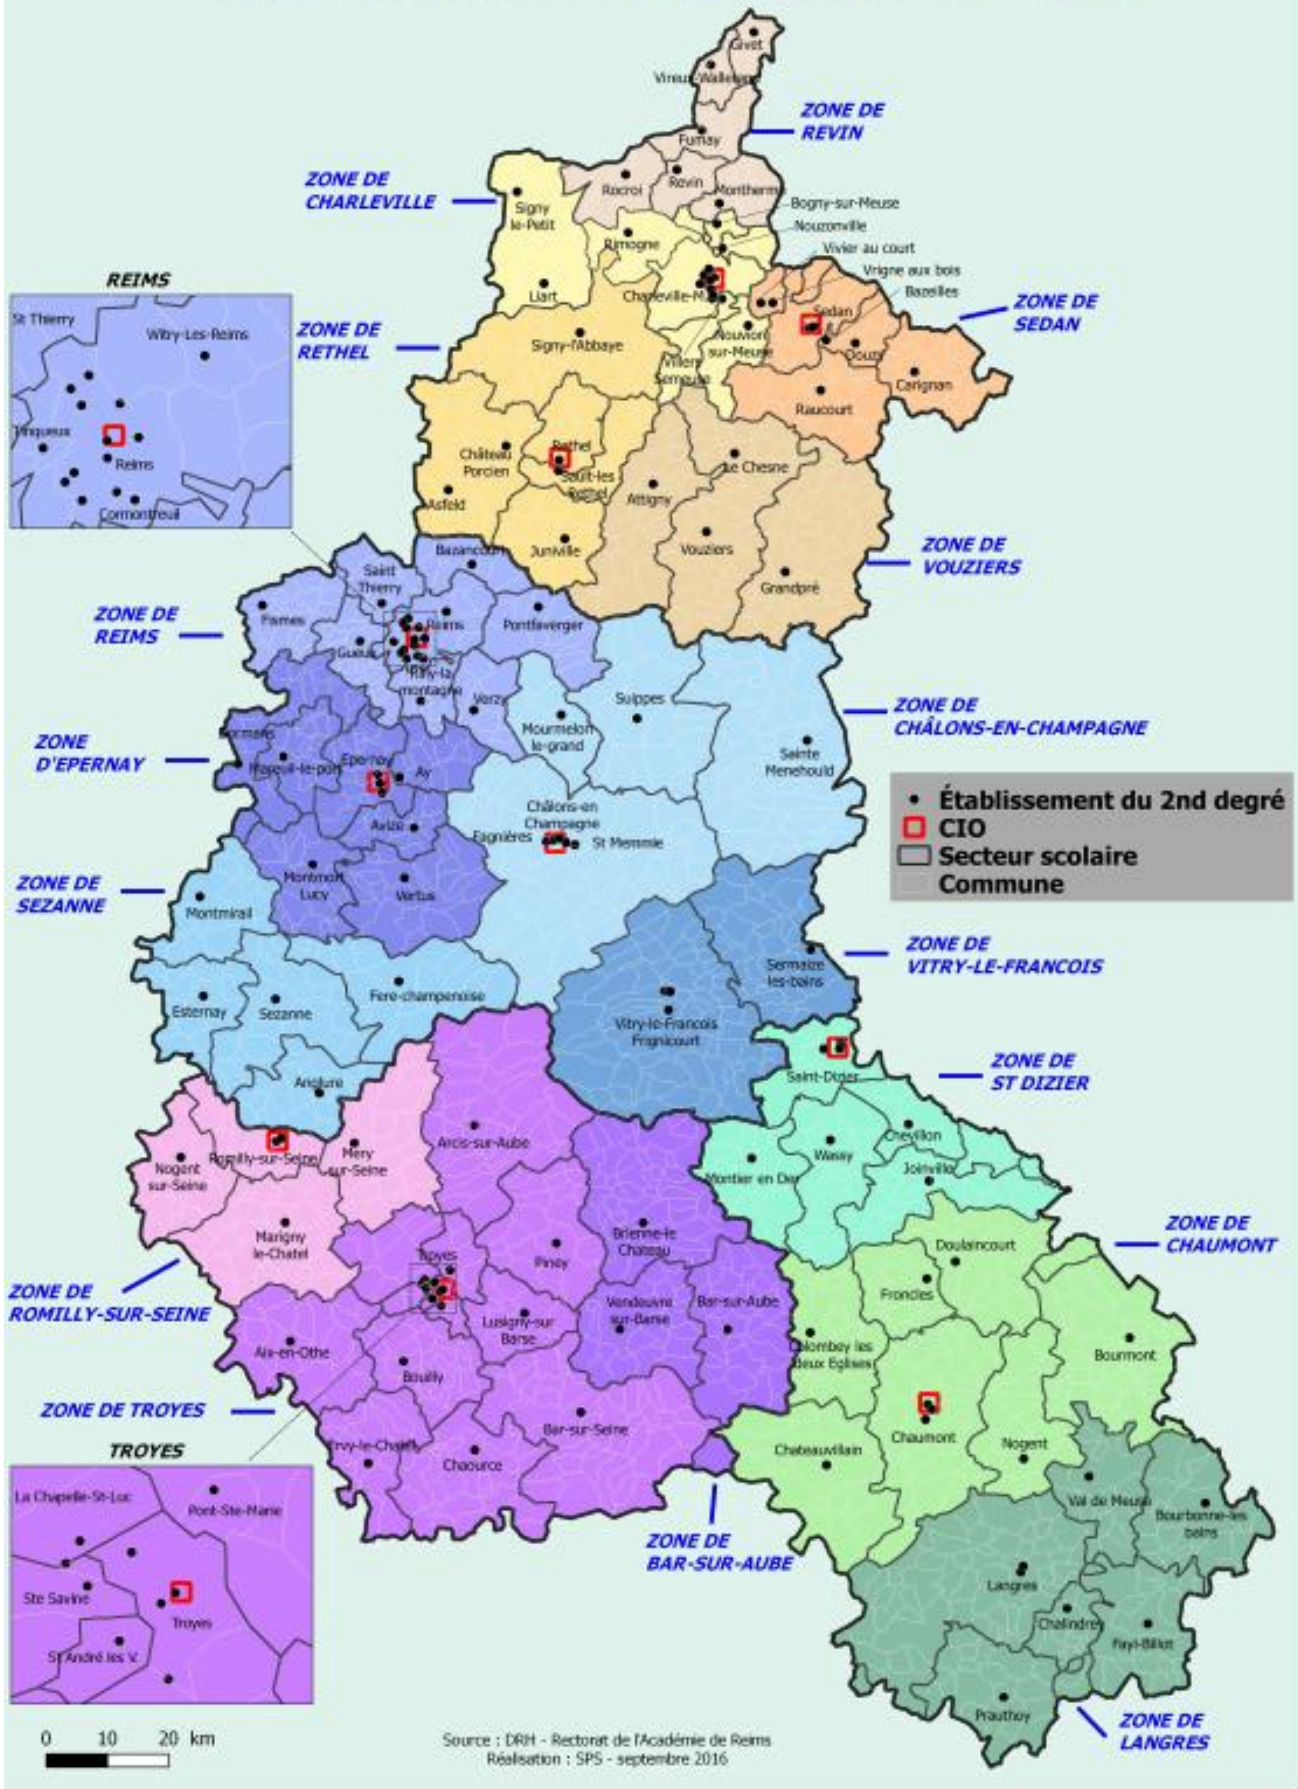 Givet
Vireux-Wallerand
ZONE DE
REVIN
Fumay
ZONE DE
CHARLEVILLE
Rocroi
Revin
Montherme
Signy
le-Petit
Bogny-sur-Meuse
Nouzonville
Rimogne
Vivier au court
Vrigne aux bois
Bazeilles
REIMS
Liart
Charleville-M
Sedan
ZONE DE
SEDAN
St Thierry
Witry-Les-Reims
ZONE DE
RETHEL
Signy-l'Abbaye
Nouvion
sur-Meuse
Villers
Semeuse
Douzy
Carignan
Raucourt
Tinqueux
Reims
Cormontreuil
Château
Porcien
Rethel
Sault-les
Rethel
Le Chesne
Attigny
Asfeld
Juniville
Vouziers
ZONE DE
VOUZIERS
Grandpré
Bazancourt
Saint
Thierry
ZONE DE
REIMS
Fismes
Reims
Pontfaverger
Gueux
Rilly-la
montagne
Verzy
Suippes
Mourmelon
le-grand
ZONE DE
CHÂLONS-EN-CHAMPAGNE
Sainte
Menehould
ZONE
D'EPERNAY
Dormans
Mareuil-le-port
Epernay
Ay
Établissement du 2nd degré
CIO
Secteur scolaire
Commune
Châlons-en
Champagne
Fagnières
St Memmie
Avize
ZONE DE
SEZANNE
Montmort
Lucy
Vertus
Montmirail
ZONE DE
VITRY-LE-FRANCOIS
Sermaize
les-bains
Esternay
Sezanne
Fere-champenoise
Vitry-le-Francois
Frignicourt
Anglure
Saint-Dizier
ZONE DE
ST DIZIER
Nogent
sur-Seine
Romilly-sur-Seine
Mery
sur-Seine
Arcis-sur-Aube
Chevillon
Wassy
Joinville
Montier en Der
Marigny
le-Chatel
Brienne-le
Chateau
ZONE DE
CHAUMONT
Doulaincourt
Troyes
Piney
ZONE DE
ROMILLY-SUR-SEINE
Froncles
Lusigny-sur
Barse
Vendeuvre
sur-Barse
Bar-sur-Aube
Aix-en-Othe
Colombey les
deux Eglises
Bourmont
Bouilly
ZONE DE TROYES
Bar-sur-Seine
Chaumont
Nogent
TROYES
Ervy-le-Chatel
Chaource
Chateauvillain
La Chapelle-St-Luc
Pont-Ste-Marie
Val de Meuse
Bourbonne-les
bains
ZONE DE
BAR-SUR-AUBE
Ste Savine
Troyes
Langres
St André les V.
Chalindrey
Fayl-Billot
Prauthoy
ZONE DE
LANGRES
0 10 20 km
Source : DRH - Rectorat de l'Académie de Reims
Réalisation : SPS - septembre 2016